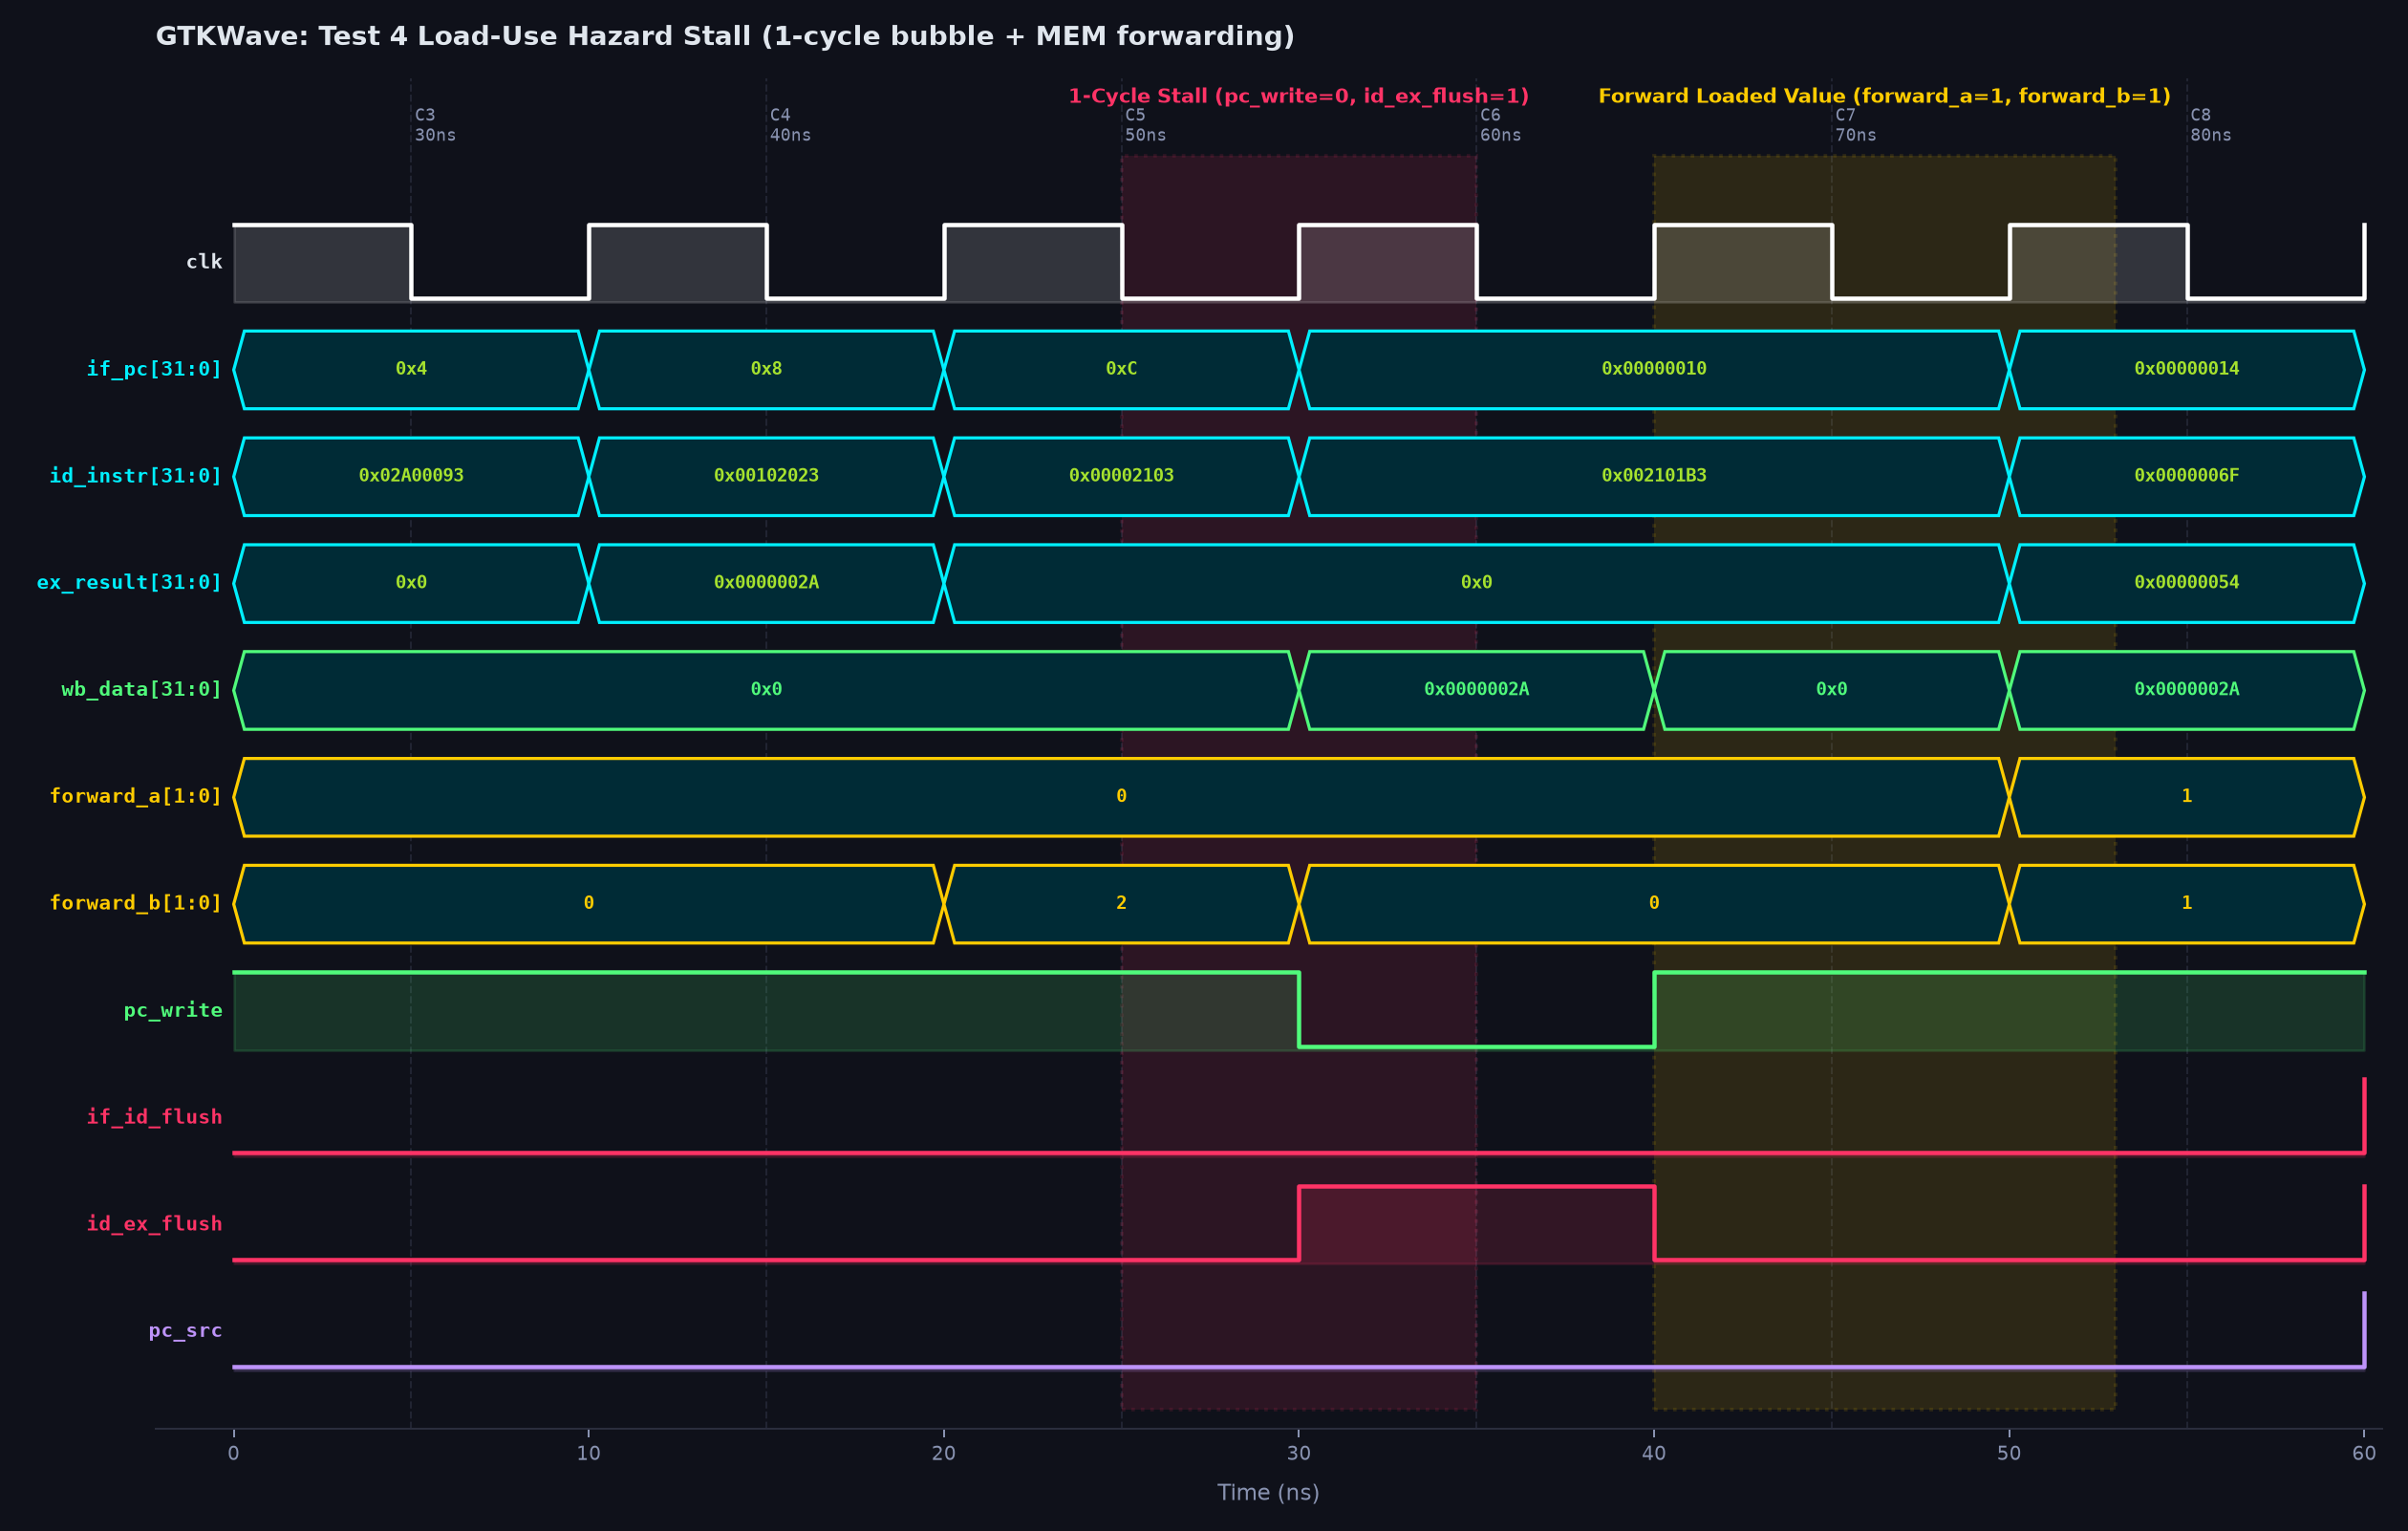 GTKWave: Test 4 Load-Use Hazard Stall (1-cycle bubble + MEM forwarding)
1-Cycle Stall (pc_write=0, id_ex_flush=1)
Forward Loaded Value (forward_a=1, forward_b=1)
C3
30ns
C4
40ns
C5
50ns
C6
60ns
C7
70ns
C8
80ns
clk
if_pc[31:0] 0x4 0x8 0xC 0x00000010 0x00000014
id_instr[31:0] 0x02A00093 0x00102023 0x00002103 0x002101B3 0x0000006F
ex_result[31:0] 0x0 0x0000002A 0x0 0x00000054
wb_data[31:0] 0x0 0x0000002A 0x0 0x0000002A
forward_a[1:0] 0 1
forward_b[1:0] 0 2 0 1
pc_write
if_id_flush
id_ex_flush
pc_src
0 10 20 30 40 50 60
Time (ns)